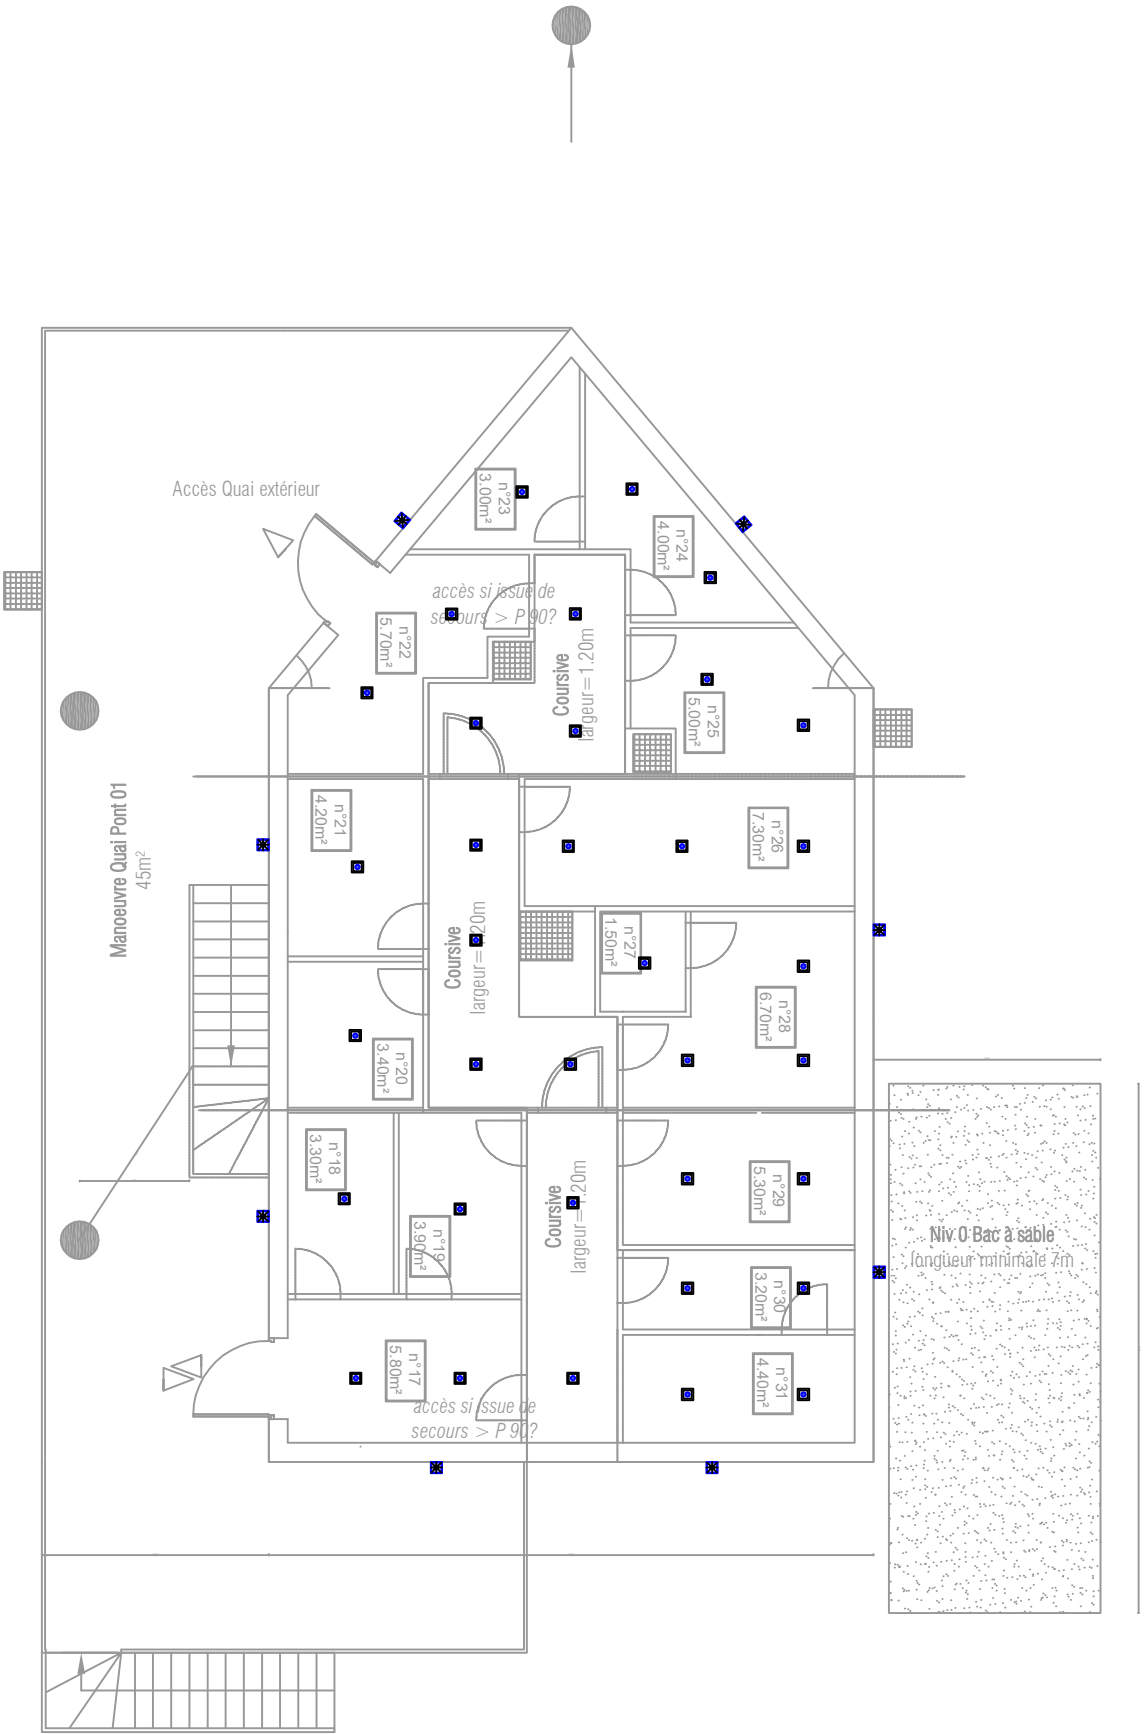 Accès Quai extérieur
n°23
3.00m²
n°24
4.00m²
accès si issue de
secours > P 90?
n°22
5.70m²
Coursive
largeur = 1.20m
n°25
5.00m²
Manoeuvre Quai Pont 01
45m²
n°21
4.20m²
n°26
7.30m²
Coursive
largeur = 1.20m
n°27
1.50m²
n°28
6.70m²
n°20
3.40m²
n°18
3.30m²
n°19
3.90m²
Coursive
largeur = 1.20m
n°29
5.30m²
Niv 0 Bac à sable
longueur minimale 7m
n°30
3.20m²
n°17
5.80m²
n°31
4.40m²
accès si issue de
secours > P 90?